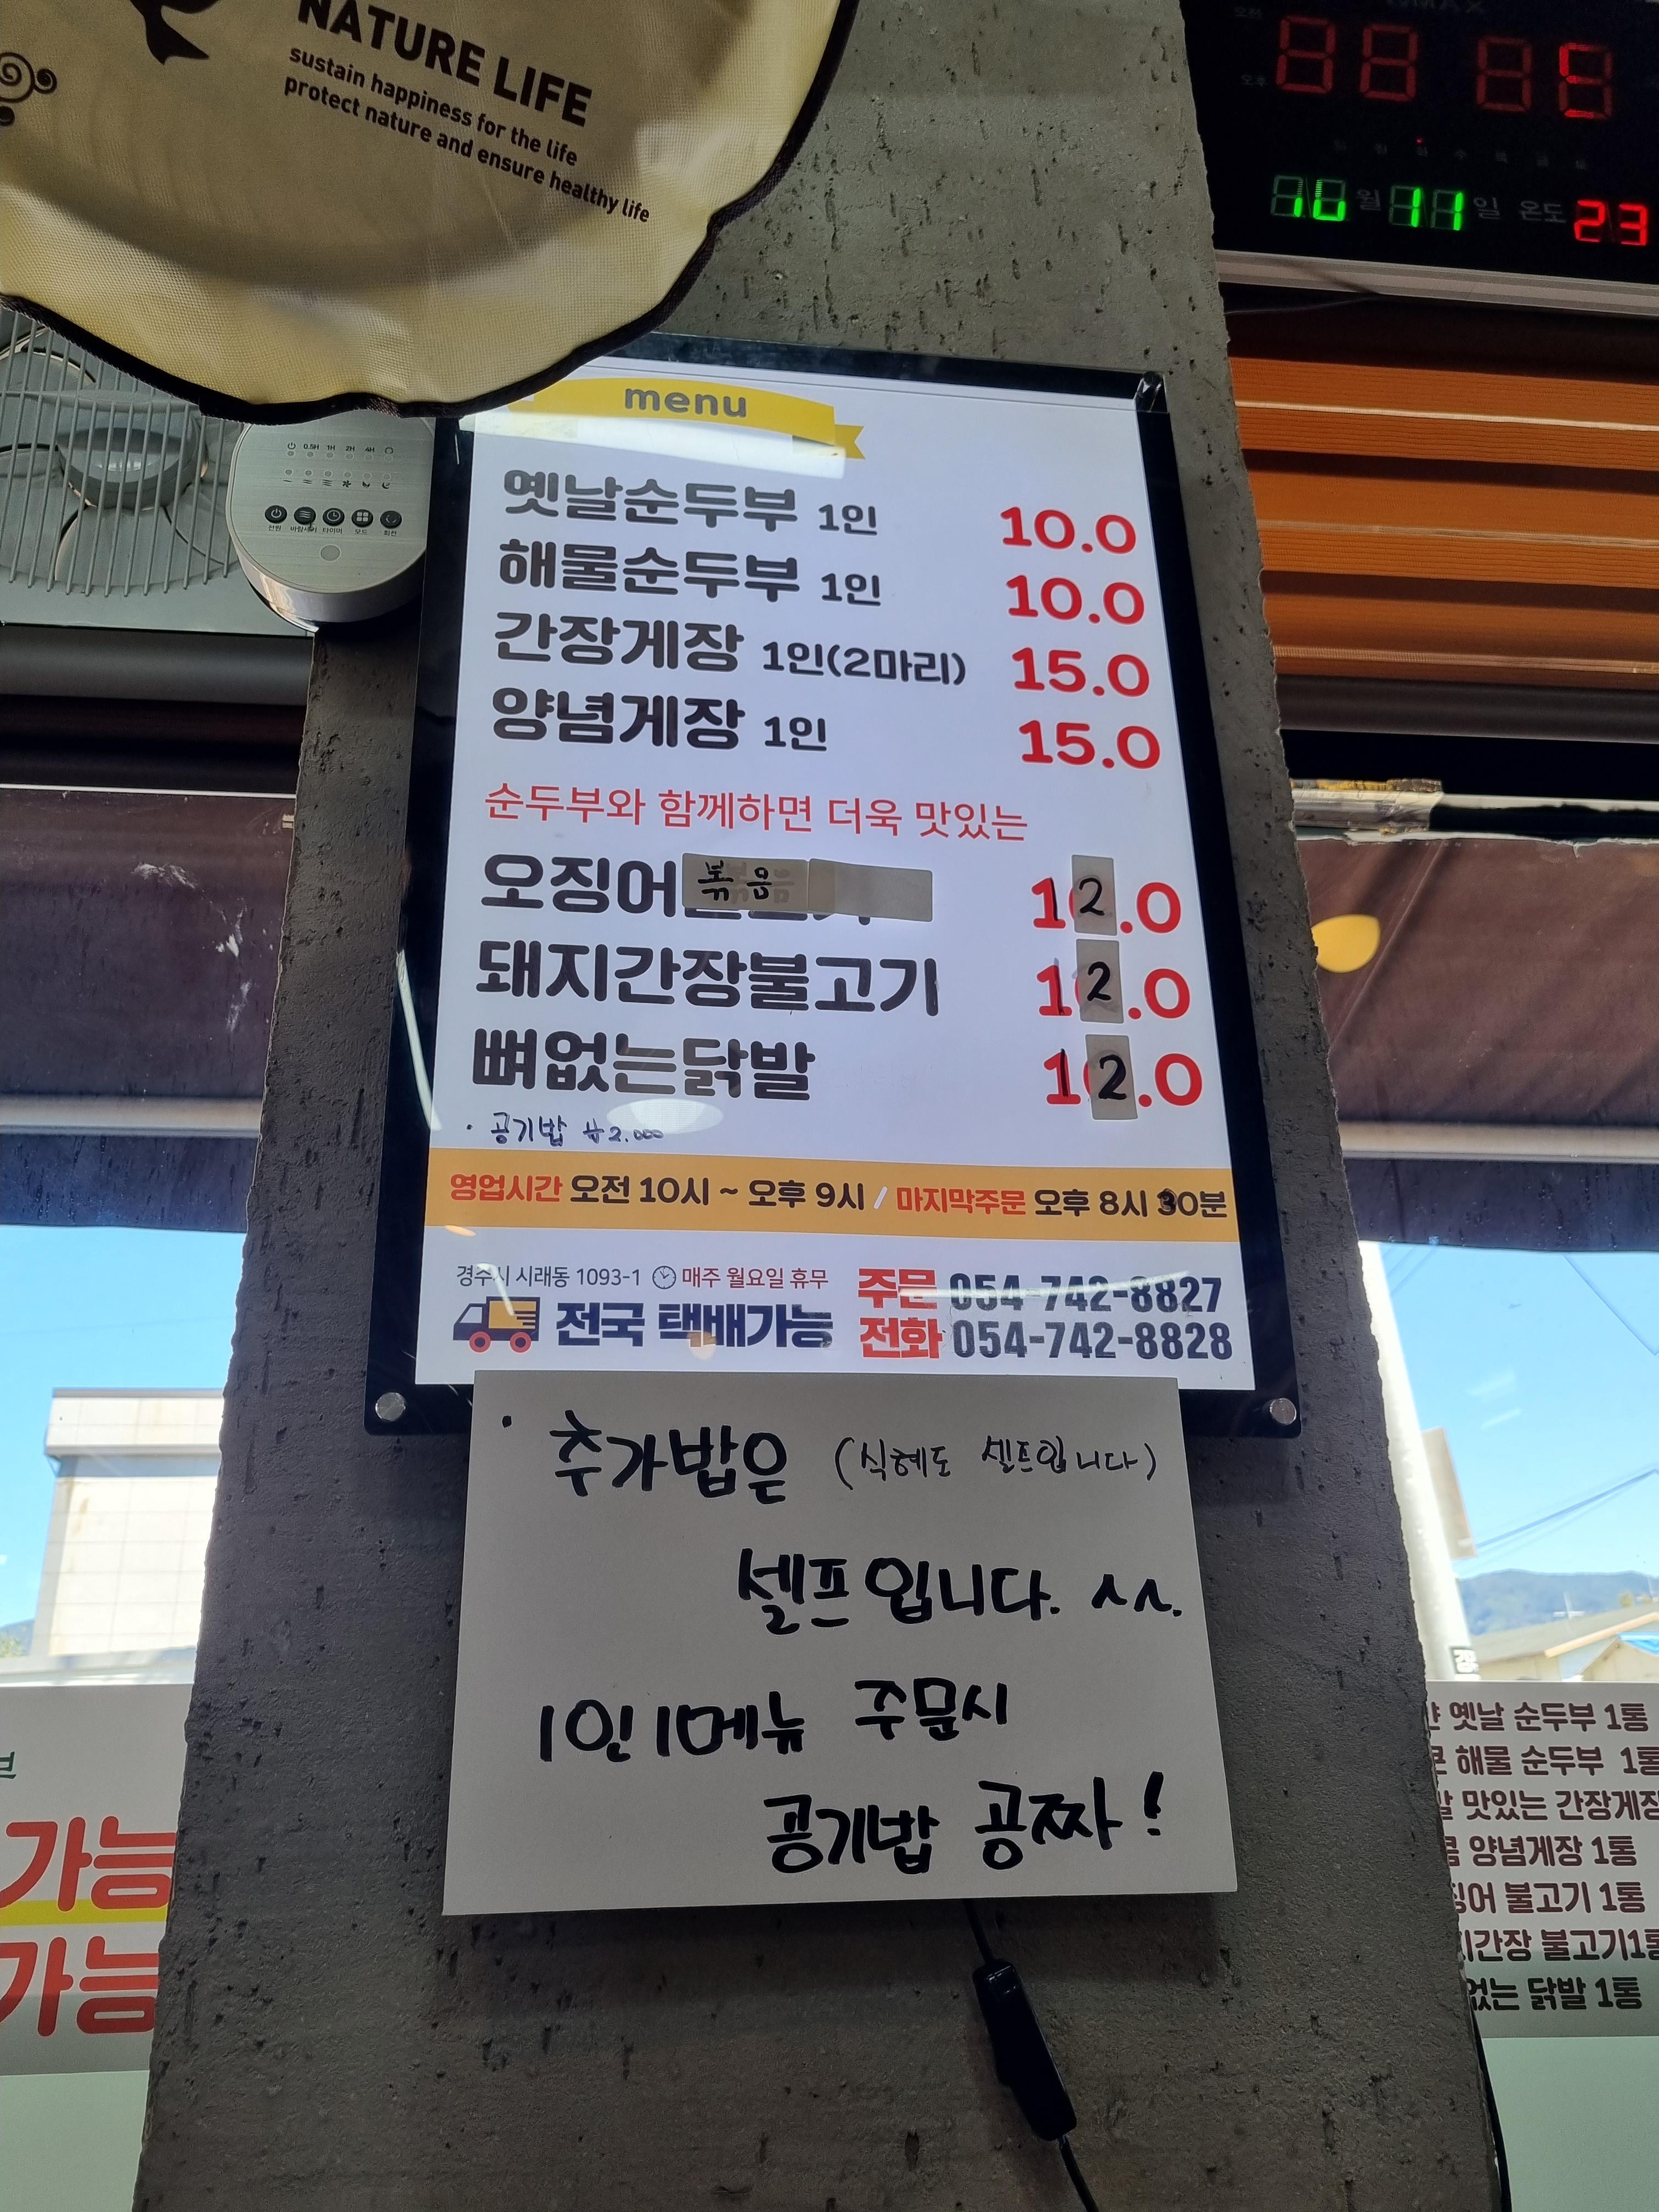 NATURE LIFE
sustain happiness for the life
protect nature and ensure healthy life
10월 11일 온도 23
menu
옛날순두부 1인 10.0
해물순두부 1인 10.0
간장게장 1인(2마리) 15.0
양념게장 1인 15.0
순두부와 함께하면 더욱 맛있는
오징어볶음 12.0
돼지간장불고기 12.0
뼈없는닭발 12.0
· 공기밥 ₩2.000
영업시간 오전 10시 ~ 오후 9시 / 마지막주문 오후 8시 30분
경주시 시래동 1093-1 매주 월요일 휴무
전국 택배가능
주문 054-742-8827
전화 054-742-8828
· 추가밥은 (식혜도 셀프입니다)
셀프입니다. ^^.
1인 1메뉴 주문시
공기밥 공짜!
가능
가능
옛날 순두부 1통
해물 순두부 1통
맛있는 간장게장
양념게장 1통
징어 불고기 1통
간장 불고기1통
없는 닭발 1통